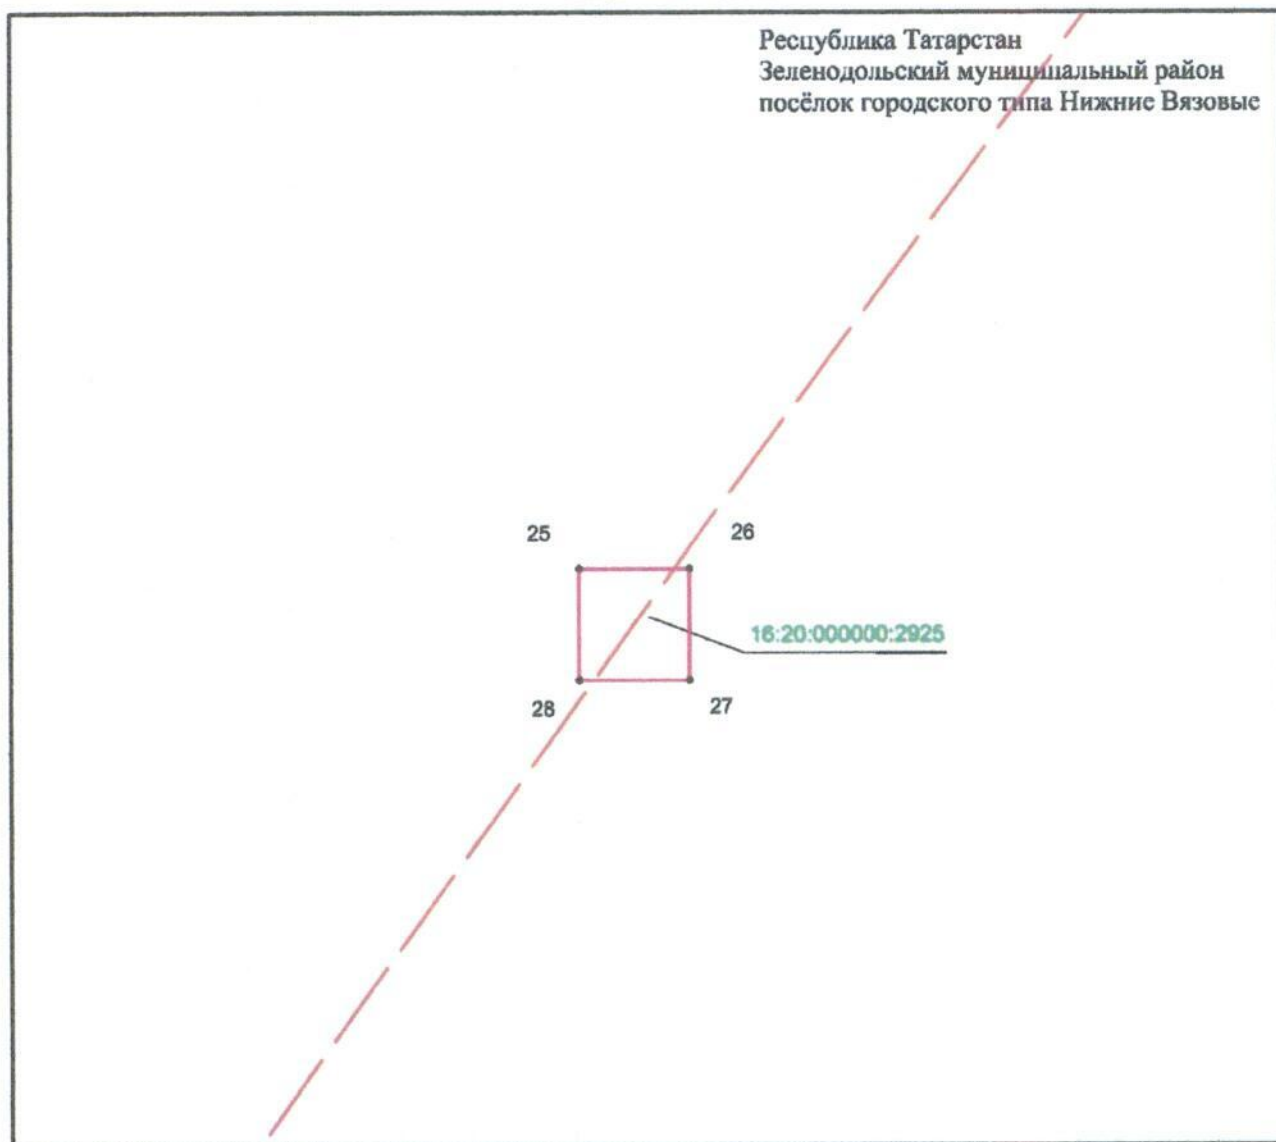 Республика Татарстан
Зеленодольский муниципальный район
посёлок городского типа Нижние Вязовые
25
26
16:20:000000:2925
28
27